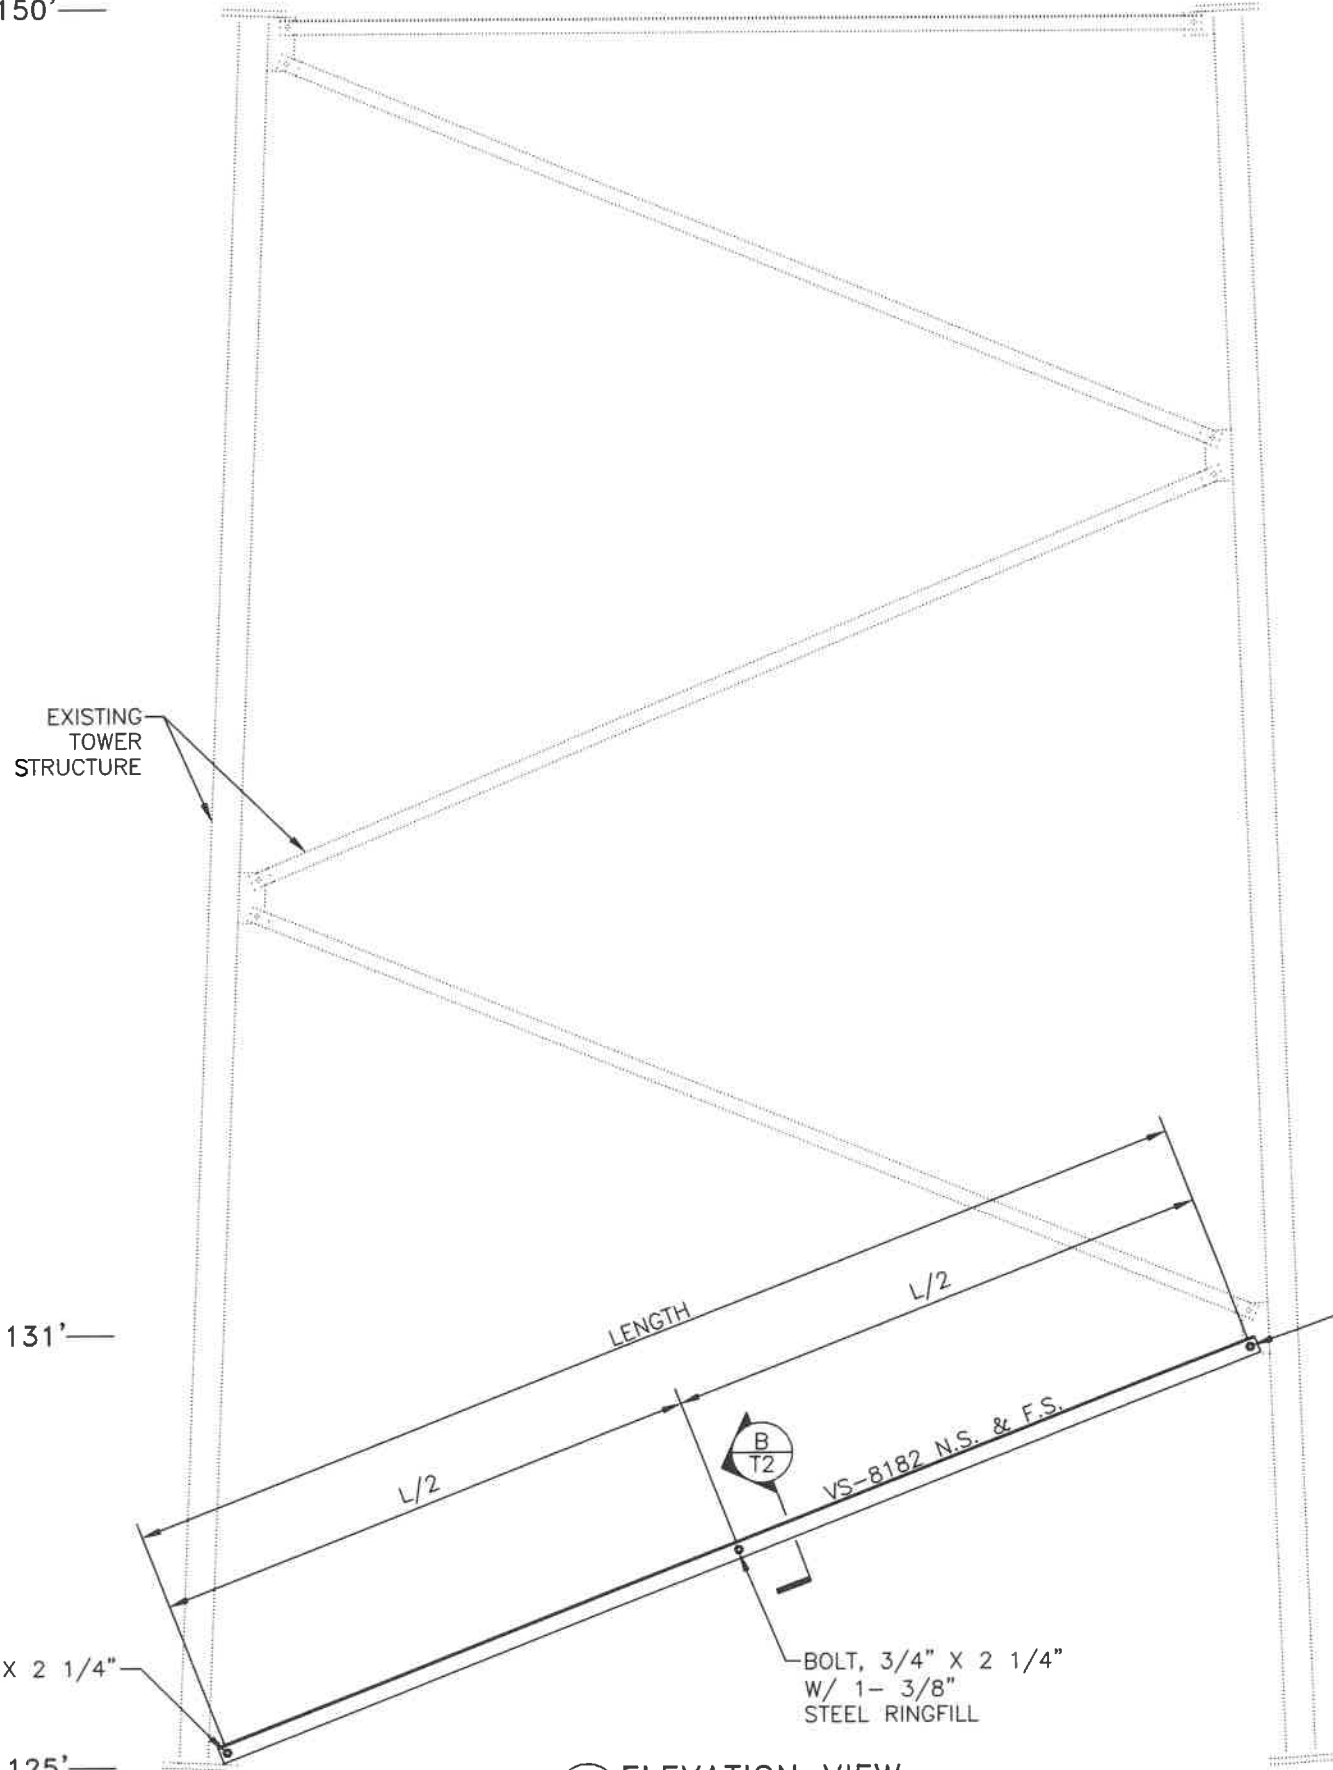 150'
EXISTING
TOWER
STRUCTURE
LENGTH
L/2
131'
B
T2
VS-8182 N.S. & F.S.
L/2
X 2 1/4"
BOLT, 3/4" X 2 1/4"
W/ 1- 3/8"
STEEL RINGFILL
125'
ELEVATION VIEW